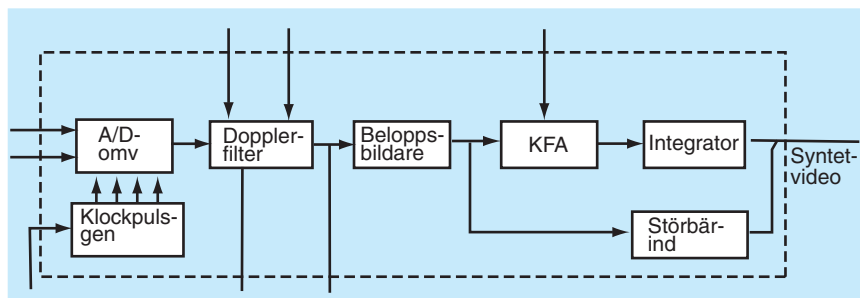 A/D-
omv
Doppler-
filter
Belopps-
bildare
KFA
Integrator
Syntet-
video
Klockpuls-
gen
Störbär-
ind